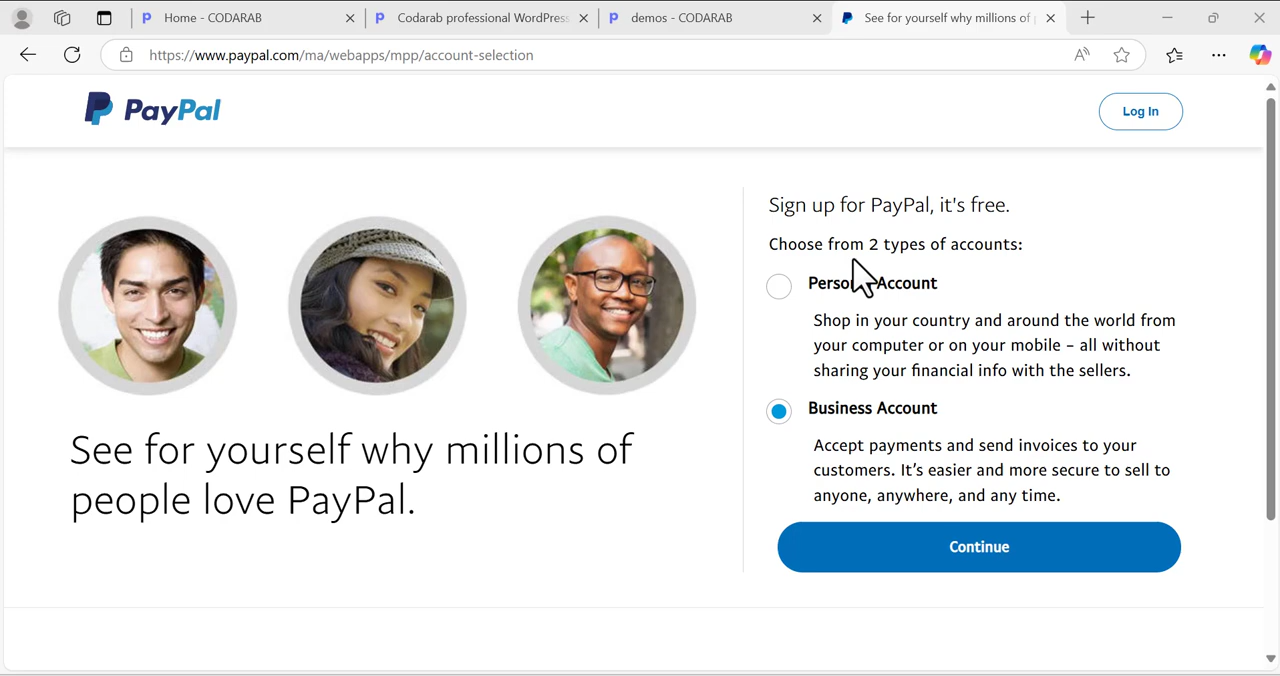 Home - CODARAB
Codarab professional WordPress
demos - CODARAB
See for yourself why millions of
https://www.paypal.com/ma/webapps/mpp/account-selection
PayPal
Log In
Sign up for PayPal, it's free.
Choose from 2 types of accounts:
Account
Shop in your country and around the world from
your computer or on your mobile – all without
sharing your financial info with the sellers.
Business Account
Accept payments and send invoices to your
customers. It’s easier and more secure to sell to
anyone, anywhere, and any time.
Continue
See for yourself why millions of
people love PayPal.